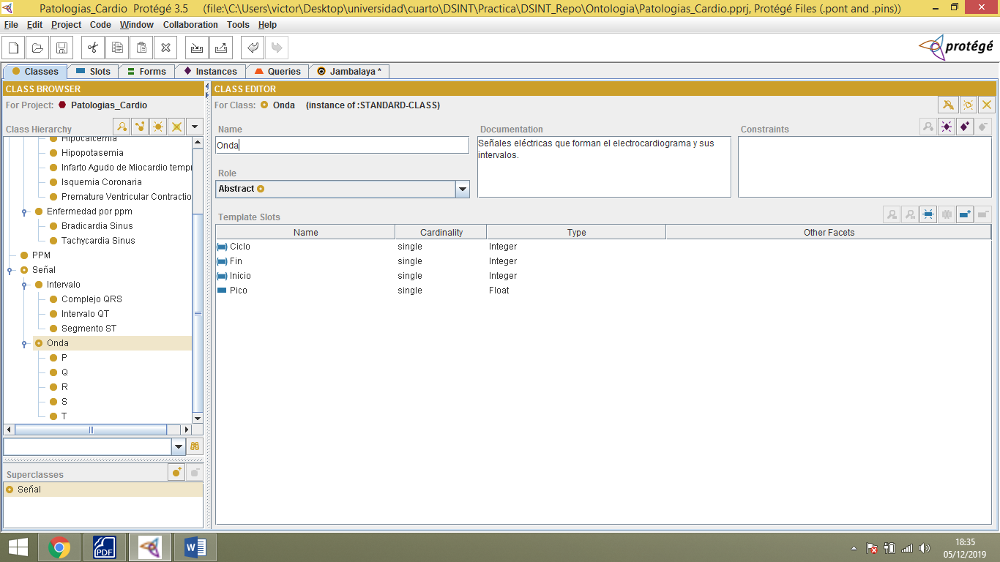 Patologias_Cardio Protégé 3.5 (file:\C:\Users\victor\Desktop\universidad\cuarto\DSINT\Practica\DSINT_Repo\Ontologia\Patologias_Cardio.pprj, Protégé Files (.pont and .pins))
File Edit Project Code Window Collaboration Tools Help
protégé
Classes Slots Forms Instances Queries Jambalaya *
CLASS BROWSER
For Project: Patologias_Cardio
Class Hierarchy
Hipocalcemia
Hipopotasemia
Infarto Agudo de Miocardio tempr
Isquemia Coronaria
Premature Ventricular Contractio
Enfermedad por ppm
Bradicardia Sinus
Tachycardia Sinus
PPM
Señal
Intervalo
Complejo QRS
Intervalo QT
Segmento ST
Onda
P
Q
R
S
T
Superclasses
Señal
CLASS EDITOR
For Class: Onda (instance of :STANDARD-CLASS)
Name
Onda
Role
Abstract
Documentation
Señales eléctricas que forman el electrocardiograma y sus
intervalos.
Constraints
Template Slots
Name Cardinality Type Other Facets
Ciclo single Integer
Fin single Integer
Inicio single Integer
Pico single Float
PDF
18:35
05/12/2019